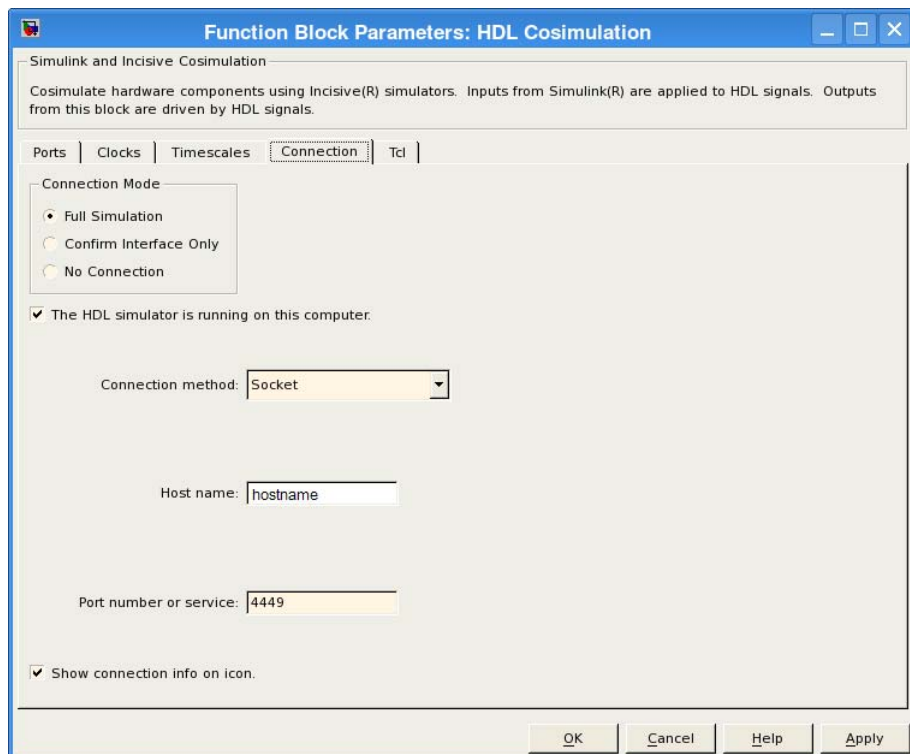 Function Block Parameters: HDL Cosimulation
Simulink and Incisive Cosimulation
Cosimulate hardware components using Incisive(R) simulators. Inputs from Simulink(R) are applied to HDL signals. Outputs
from this block are driven by HDL signals.
Ports Clocks Timescales Connection Tcl
Connection Mode
Full Simulation
Confirm Interface Only
No Connection
The HDL simulator is running on this computer.
Connection method: Socket
Host name: hostname
Port number or service: 4449
Show connection info on icon.
OK Cancel Help Apply